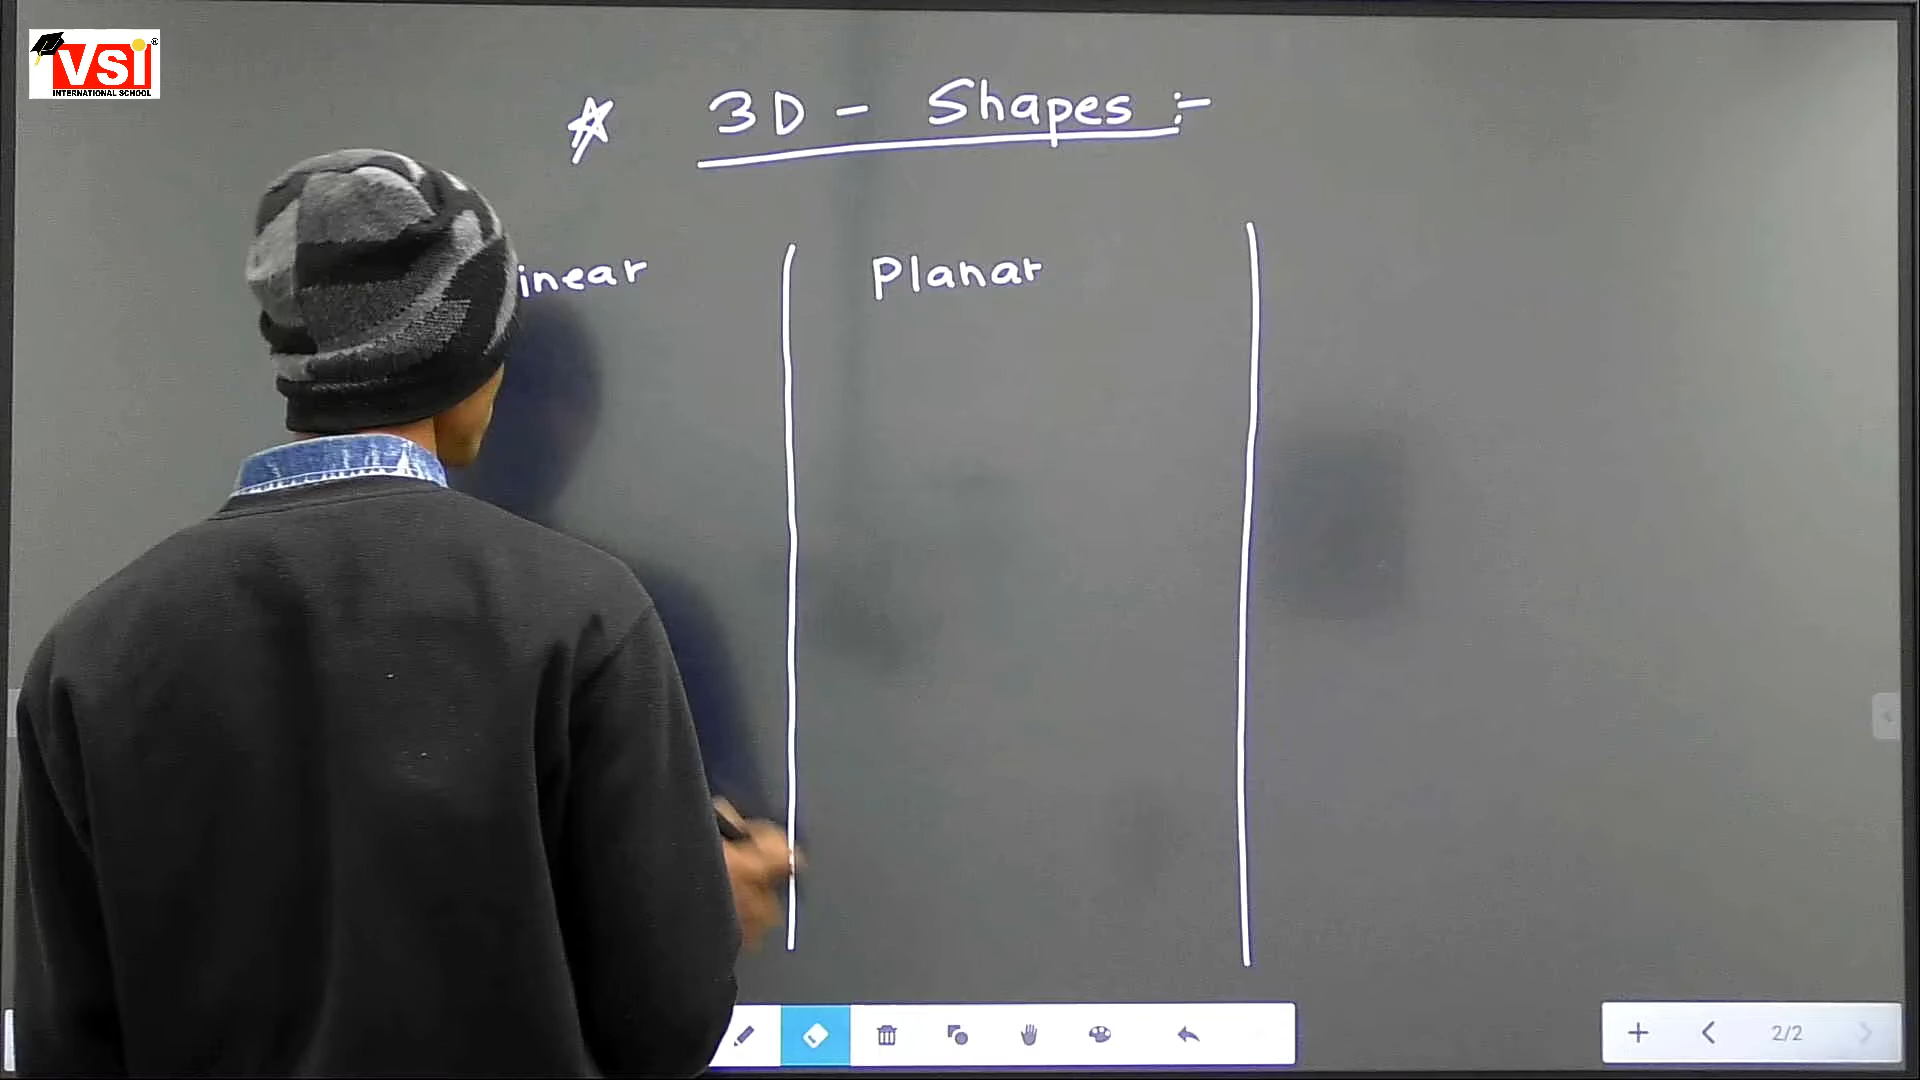 VSI
INTERNATIONAL SCHOOL
3D - Shapes :-
inear
Planar
2/2